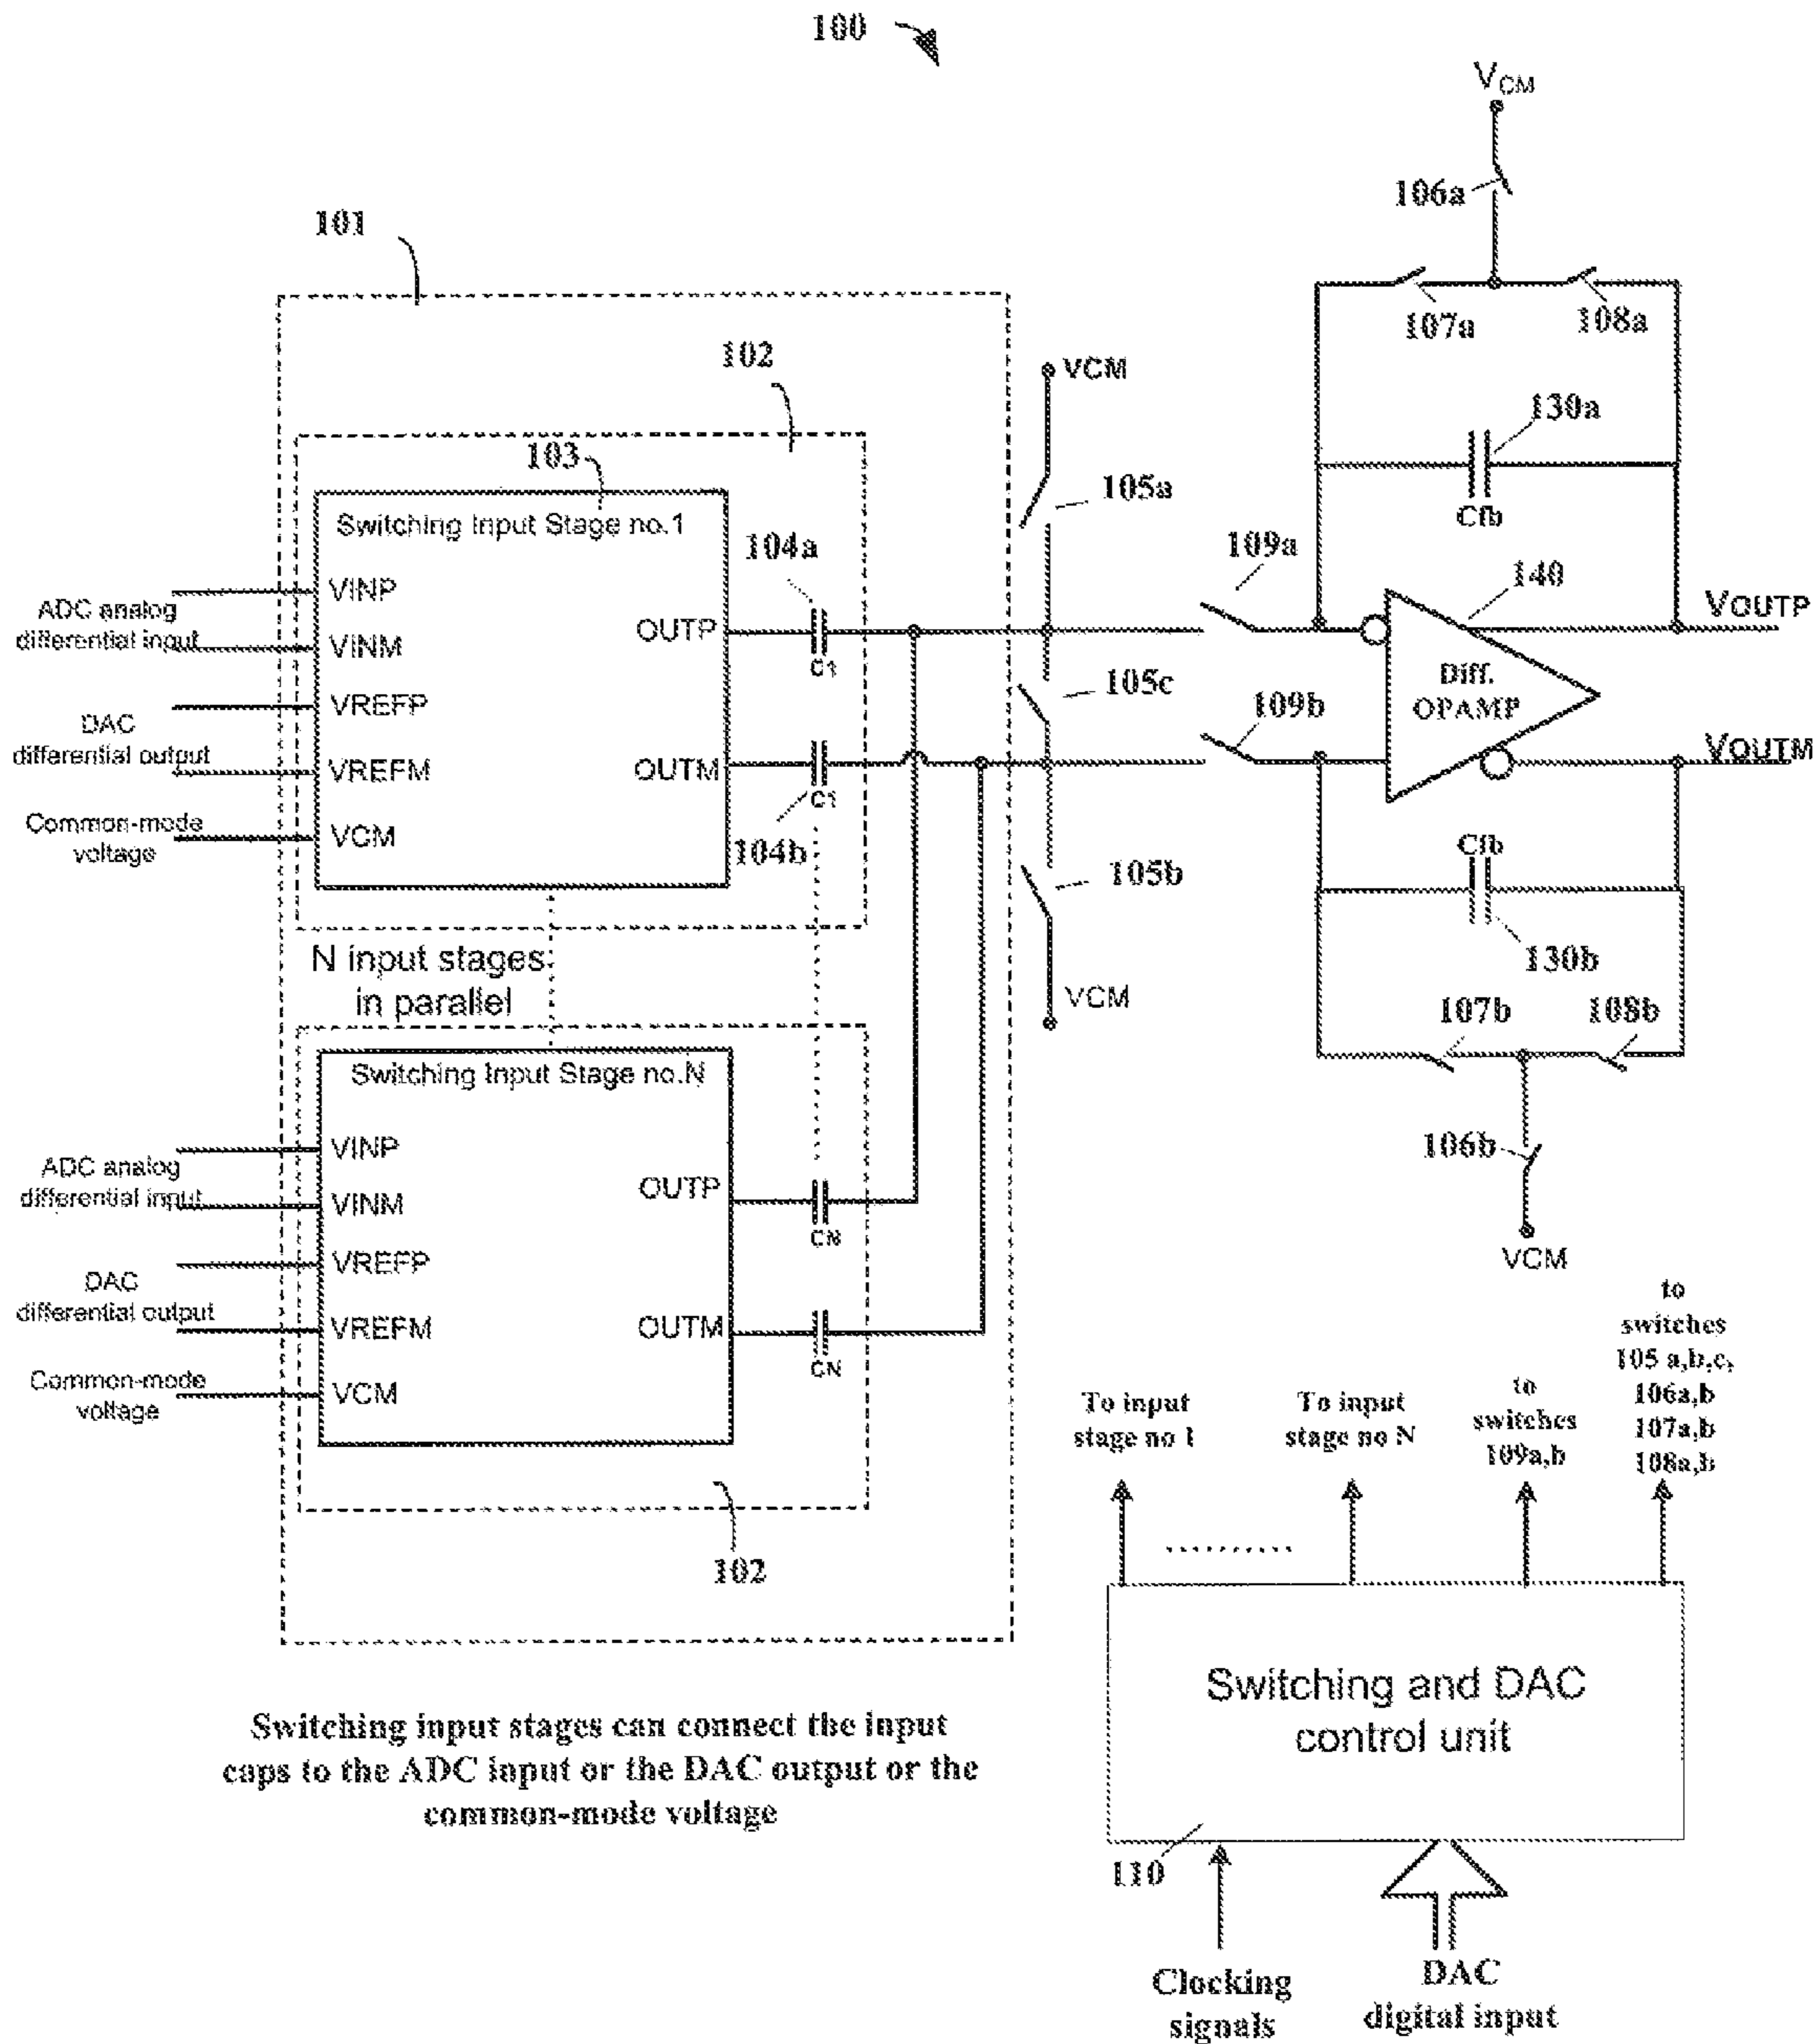 100
VCM
106a
101
107a
108a
102
VCM
130a
103
105a
Cfb
Switching Input Stage no.1
104a
109a
140
VINP
ADC analog
differential input
VINM
OUTP
C1
VOUTP
Diff.
OPAMP
VREFP
105c
DAC
differential output
109b
VREFM
OUTM
C1
VOUTM
Common-mode
voltage
VCM
104b
105b
Cfb
130b
N input stages
in parallel
VCM
107b
108b
Switching Input Stage no.N
VINP
106b
ADC analog
differential input
VINM
OUTP
CN
VCM
VREFP
DAC
differential output
VREFM
OUTM
CN
Common-mode
voltage
VCM
To input
stage no 1
To input
stage no N
to
switches
109a,b
to
switches
105 a,b,c,
106a,b
107a,b
108a,b
102
Switching and DAC
control unit
Switching input stages can connect the input
caps to the ADC input or the DAC output or the
common-mode voltage
110
Clocking
signals
DAC
digital input